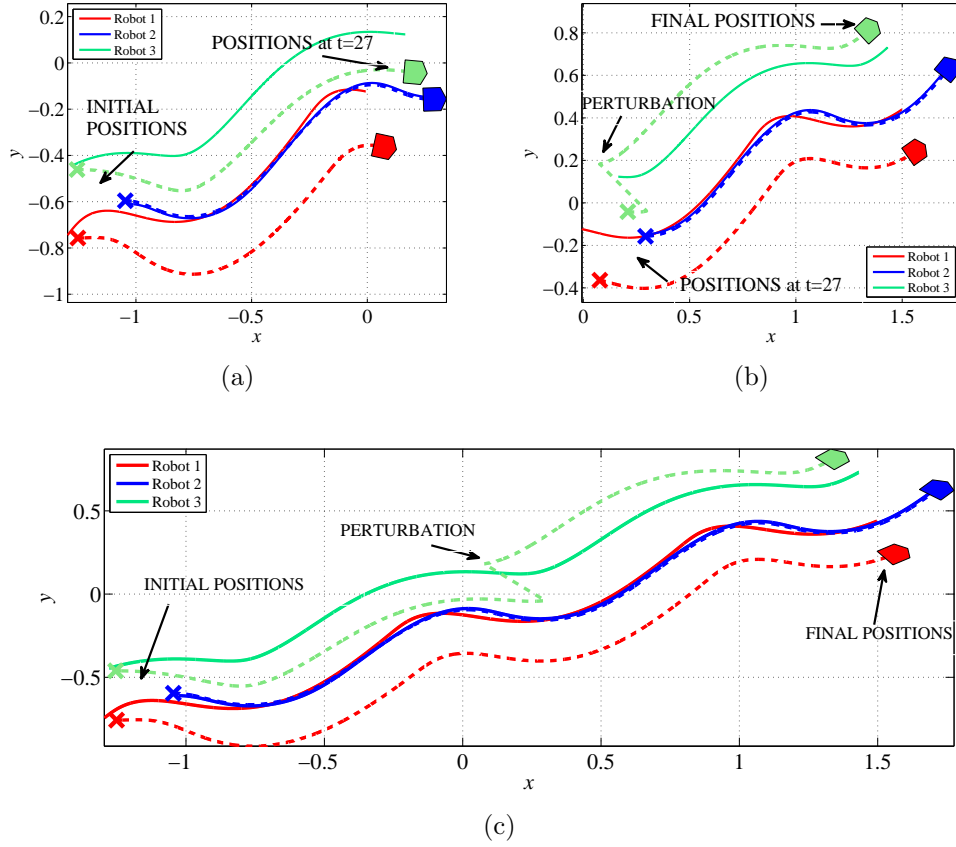 0.2
0
−0.2
−0.4
−0.6
−0.8
−1
y
Robot 1
Robot 2
Robot 3
POSITIONS at t=27
INITIAL
POSITIONS
−1
−0.5
0
x
(a)
0.8
0.6
0.4
0.2
0
−0.2
−0.4
y
FINAL POSITIONS
PERTURBATION
POSITIONS at t=27
Robot 1
Robot 2
Robot 3
0
0.5
1
1.5
x
(b)
0.5
0
−0.5
y
Robot 1
Robot 2
Robot 3
PERTURBATION
INITIAL POSITIONS
FINAL POSITIONS
−1
−0.5
0
0.5
1
1.5
x
(c)